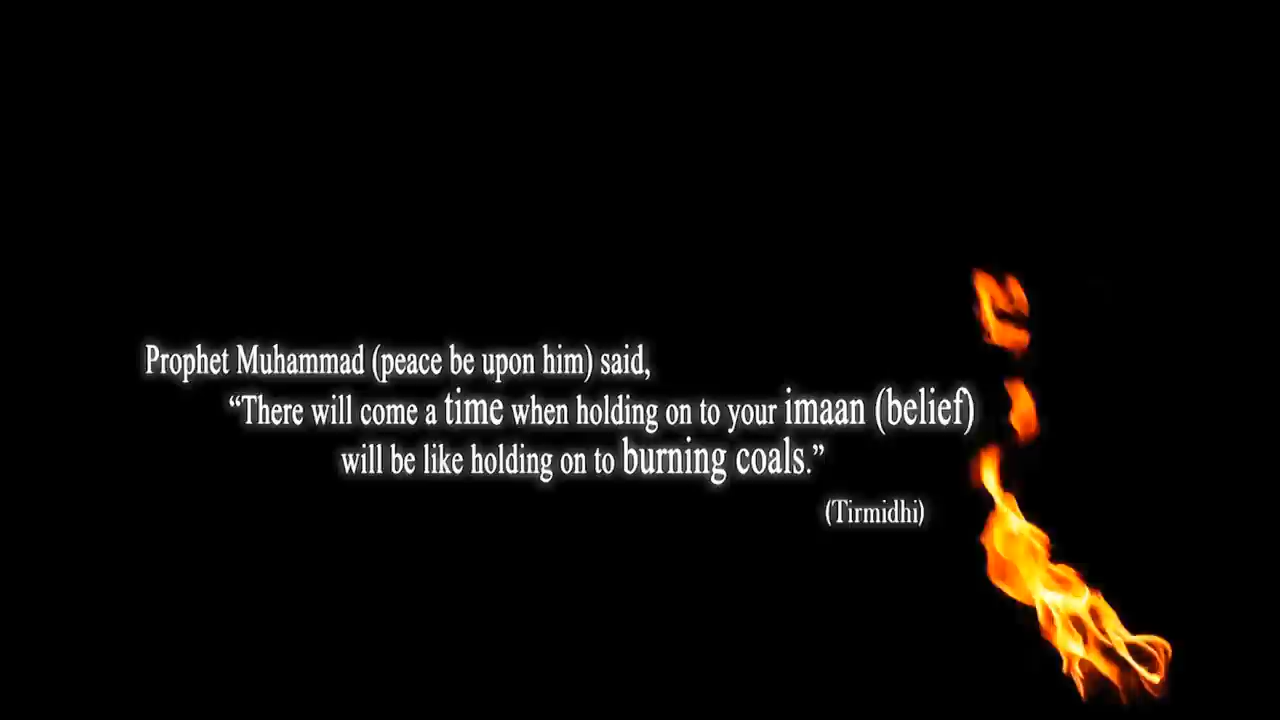 Prophet Muhammad (peace be upon him) said,
“There will come a time when holding on to your imaan (belief)
will be like holding on to burning coals.”
(Tirmidhi)